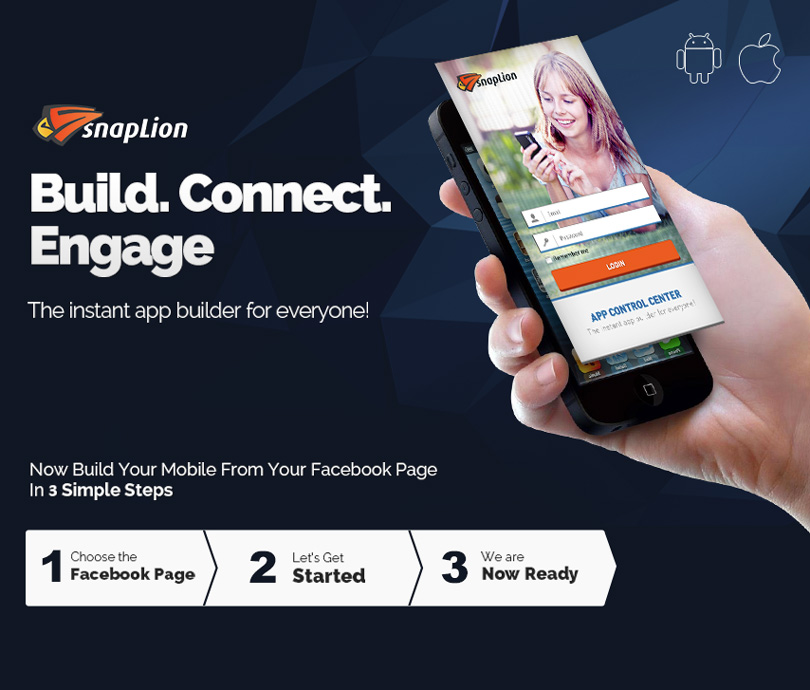 snapLion
Build. Connect.
Engage
The instant app builder for everyone!
snapLion
Email
Password
Remember me
LOGIN
APP CONTROL CENTER
The instant app builder for everyone!
Now Build Your Mobile From Your Facebook Page
In 3 Simple Steps
1 Choose the
Facebook Page
2 Let's Get
Started
3 We are
Now Ready